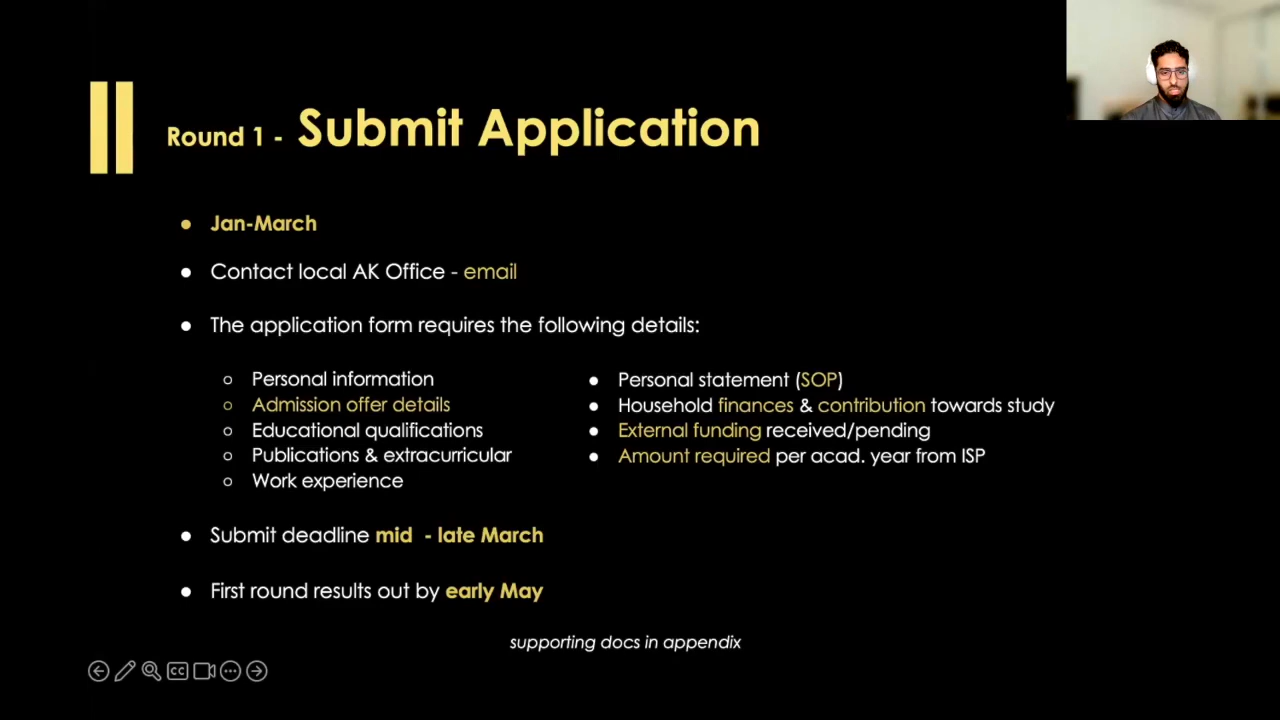 Round 1 - Submit Application
● Jan-March
● Contact local AK Office - email
● The application form requires the following details:
○ Personal information
○ Admission offer details
○ Educational qualifications
○ Publications & extracurricular
○ Work experience
● Personal statement (SOP)
● Household finances & contribution towards study
● External funding received/pending
● Amount required per acad. year from ISP
● Submit deadline mid - late March
● First round results out by early May
supporting docs in appendix
CC